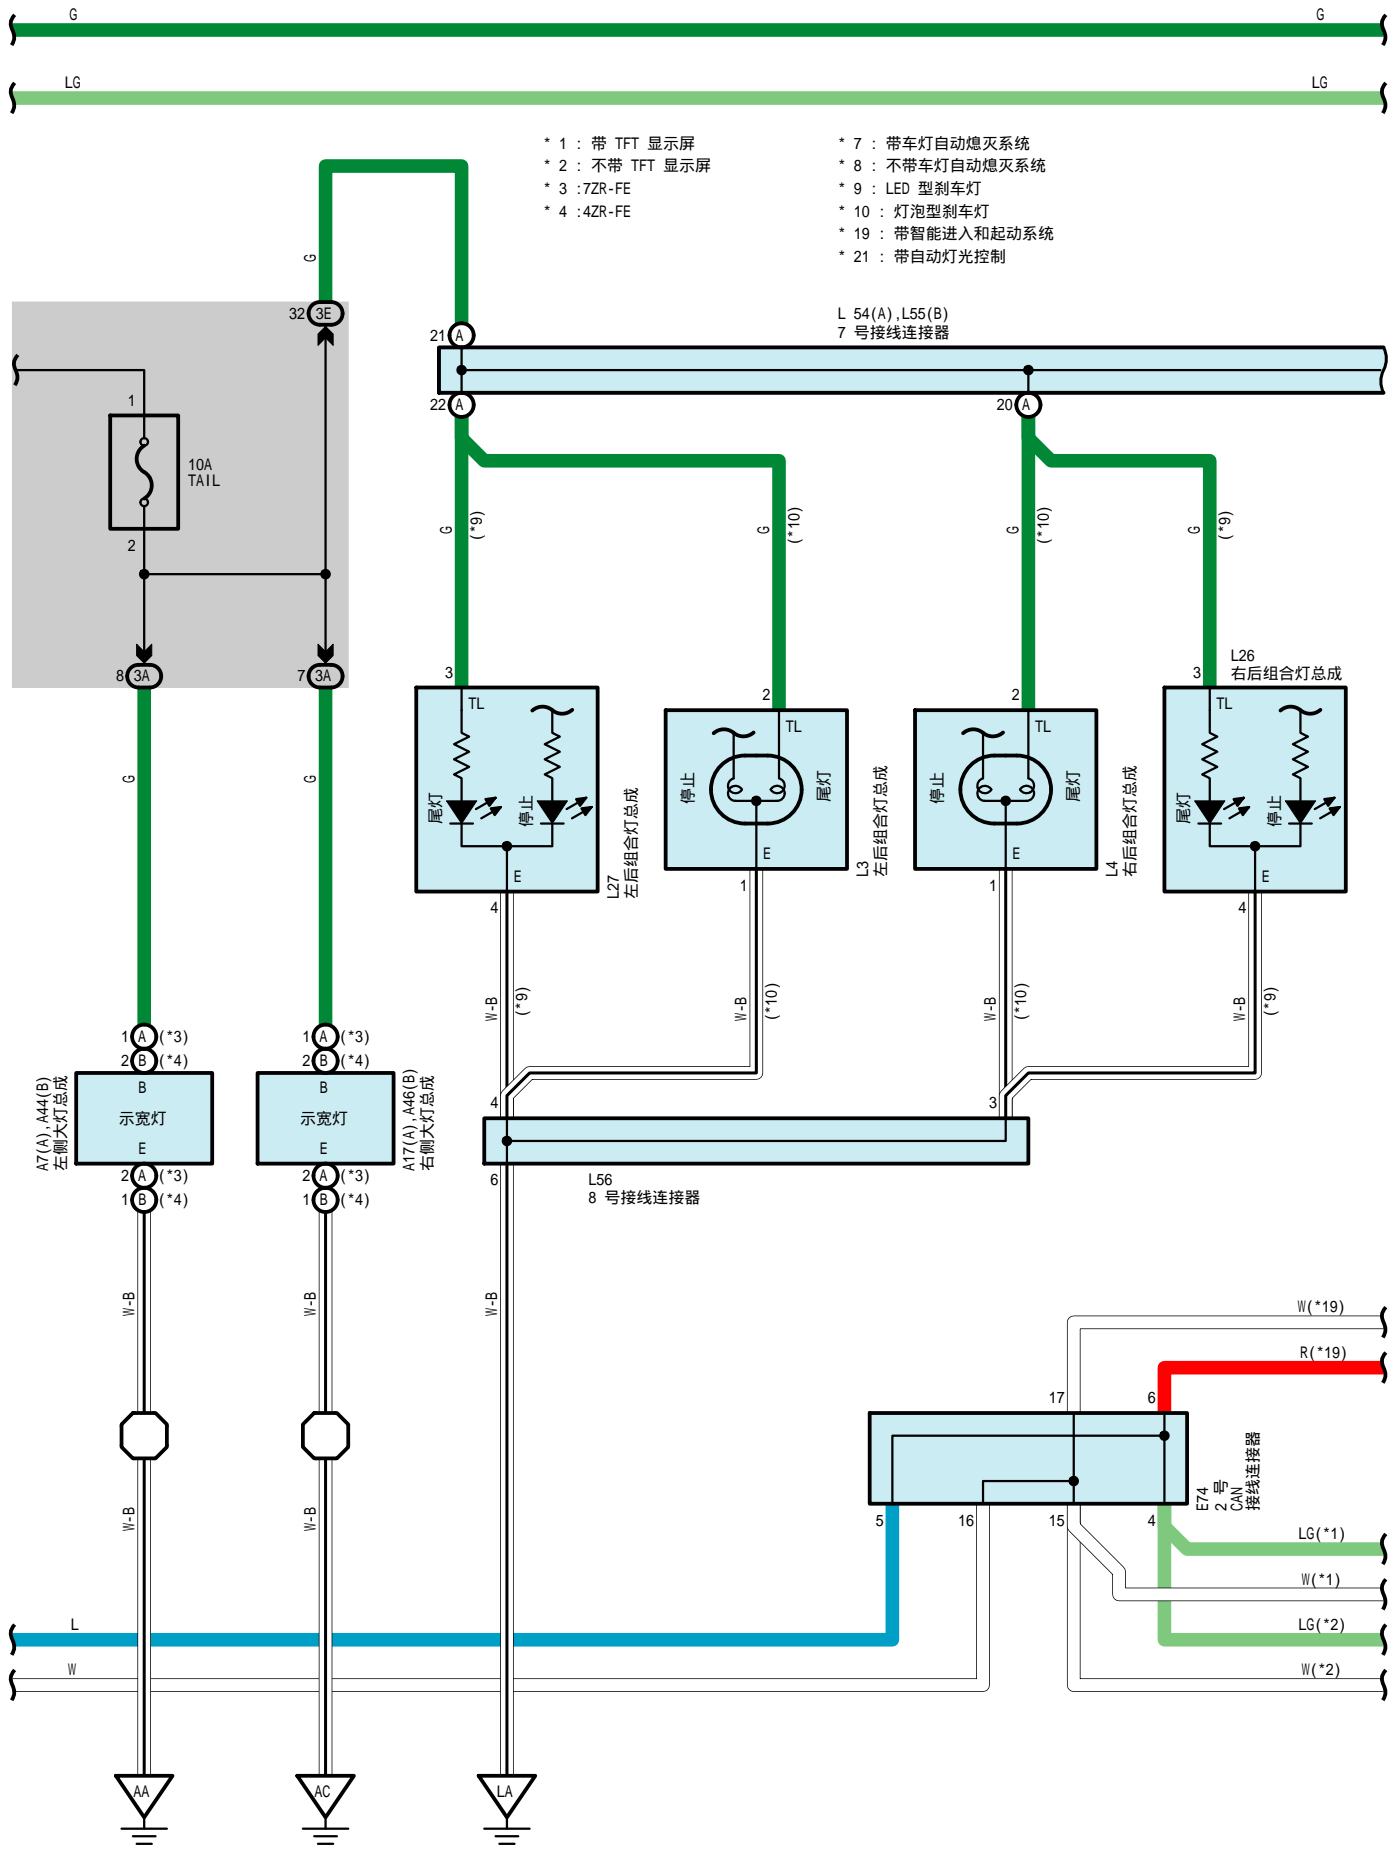 G
G
LG
LG
* 1 : 带 TFT 显示屏
* 2 : 不带 TFT 显示屏
* 3 :7ZR-FE
* 4 :4ZR-FE
* 7 : 带车灯自动熄灭系统
* 8 : 不带车灯自动熄灭系统
* 9 : LED 型刹车灯
* 10 : 灯泡型刹车灯
* 19 : 带智能进入和起动系统
* 21 : 带自动灯光控制
G
32 3E
L 54(A),L55(B)
7 号接线连接器
21 A
22 A
20 A
1
10A
TAIL
2
G
(*9)
G
(*10)
G
(*10)
G
(*9)
8 3A
7 3A
3
2
2
3
L26
右后组合灯总成
TL
TL
TL
TL
G
G
尾灯
停止
停止
尾灯
停止
尾灯
尾灯
停止
E
E
E
E
L27
左后组合灯总成
L3
左后组合灯总成
L4
右后组合灯总成
4
1
1
4
W-B
(*9)
W-B
(*10)
W-B
(*10)
W-B
(*9)
1 A (*3)
2 B (*4)
1 A (*3)
2 B (*4)
A7(A),A44(B)
左侧大灯总成
B
示宽灯
E
B
示宽灯
E
A17(A),A46(B)
右侧大灯总成
4
3
2 A (*3)
1 B (*4)
2 A (*3)
1 B (*4)
6
L56
8 号接线连接器
W-B
W-B
W-B
W(*19)
R(*19)
17
6
E74
2 号
CAN
接线连接器
W-B
W-B
5
16
15
4
LG(*1)
W(*1)
L
LG(*2)
W
W(*2)
AA
AC
LA